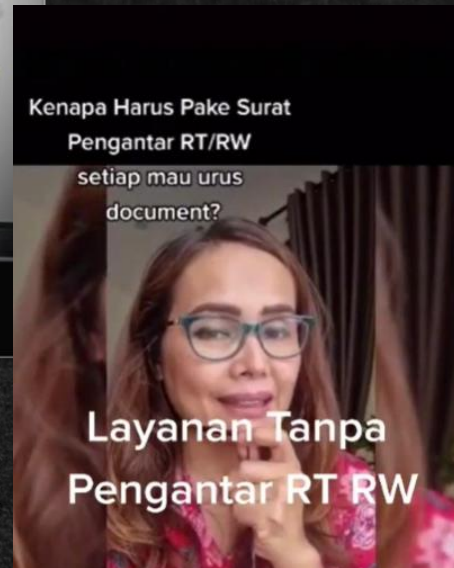 Kenapa Harus Pake Surat
Pengantar RT/RW
setiap mau urus
document?
Layanan Tanpa
Pengantar RT RW